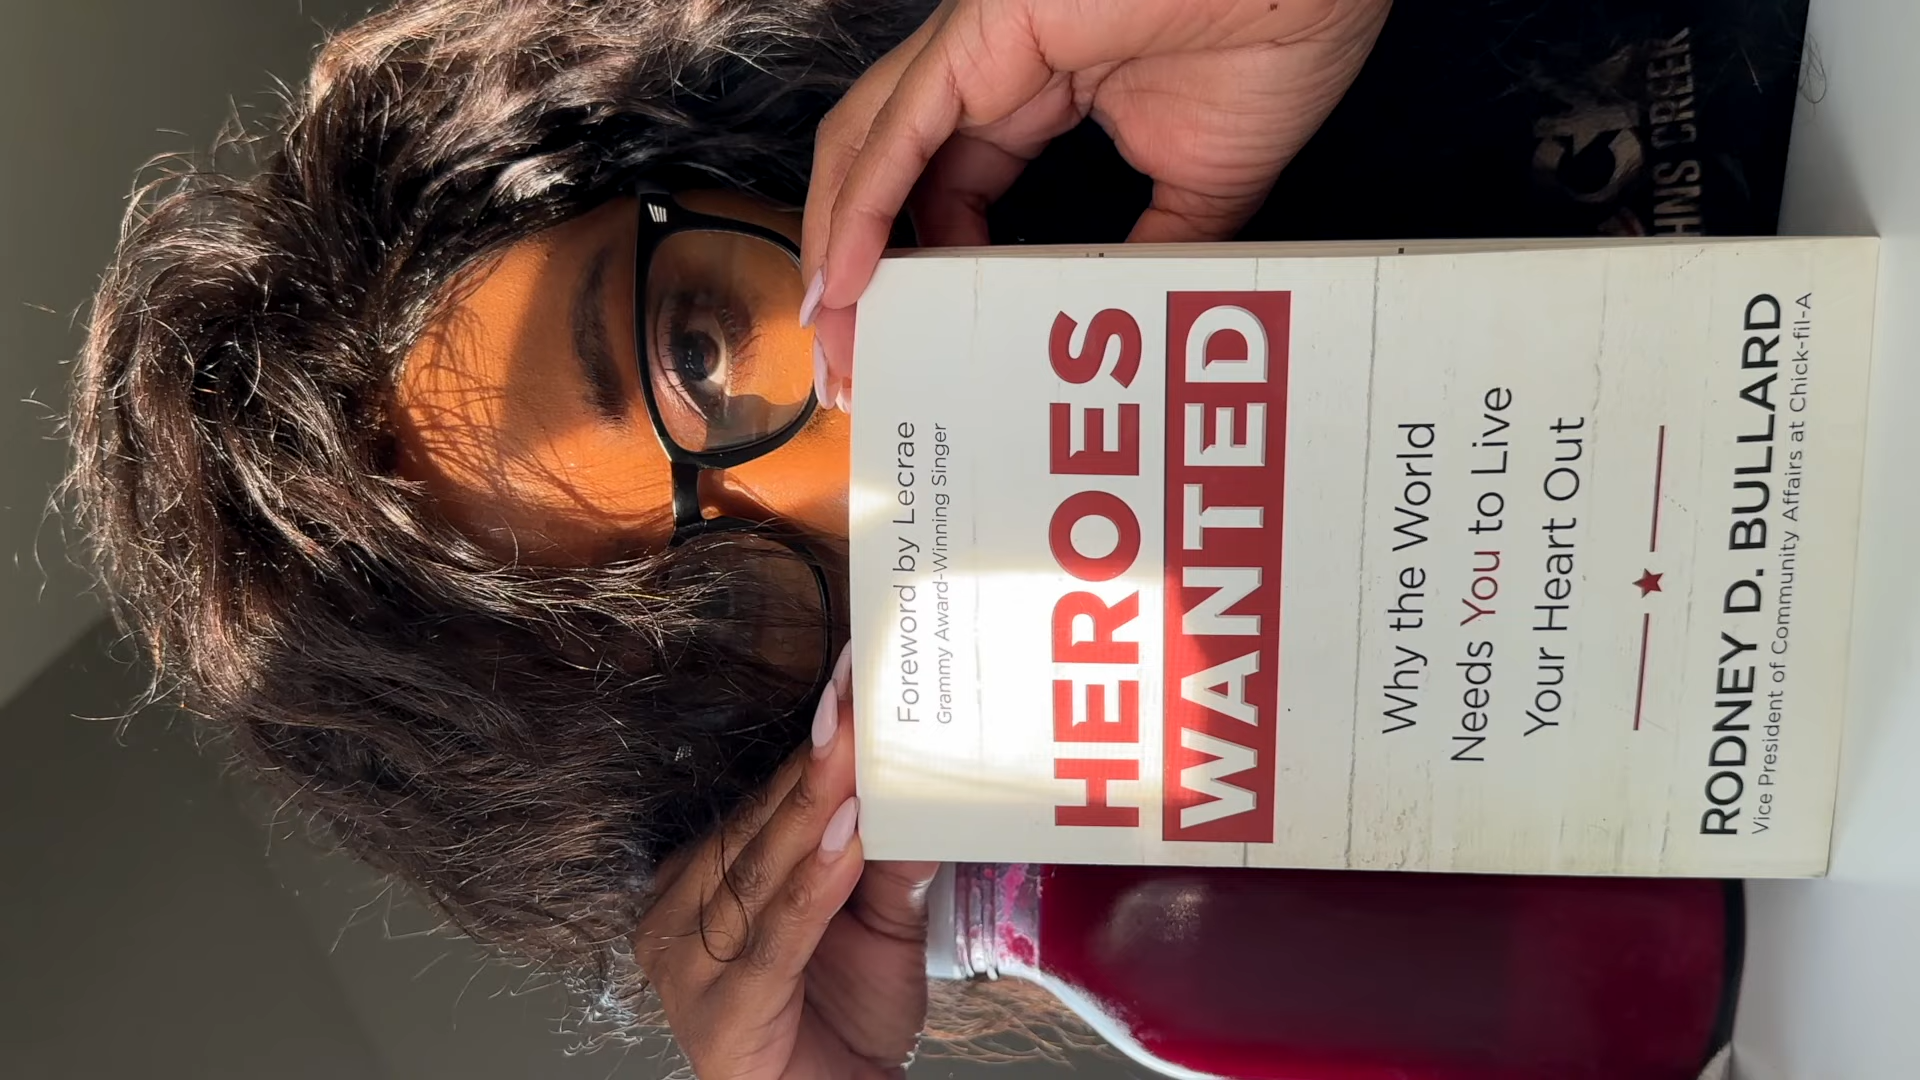 Foreword by Lecrae
Grammy Award-Winning Singer
HEROES
WANTED
Why the World
Needs You to Live
Your Heart Out
RODNEY D. BULLARD
Vice President of Community Affairs at Chick-fil-A
CREEK